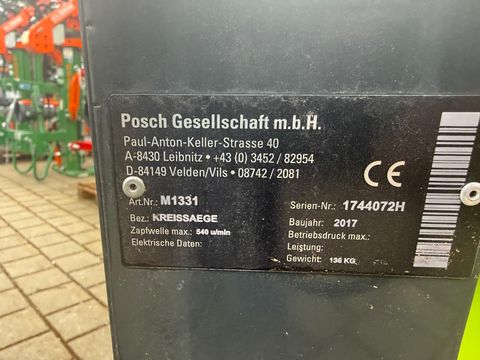 Posch Gesellschaft m.b.H.
Paul-Anton-Keller-Strasse 40
A-8430 Leibnitz • +43 (0) 3452 / 82954
D-84149 Velden/Vils • 08742 / 2081
CE
Art.Nr.: M1331 Serien-Nr.: 1744072H
Bez.: KREISSAEGE Baujahr: 2017
Zapfwelle max.: 540 u/min Betriebsdruck max.:
Elektrische Daten: Leistung:
Gewicht: 136 KG